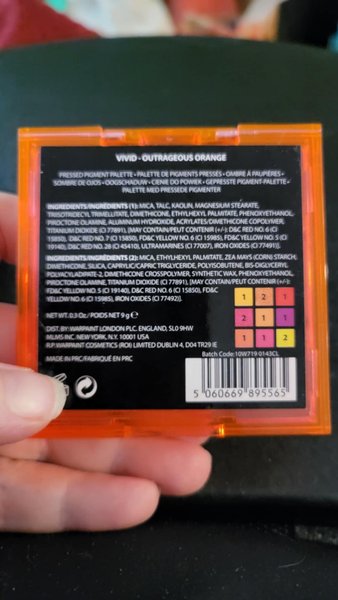 VIVID - OUTRAGEOUS ORANGE
PRESSED PIGMENT PALETTE • PALETTE DE PIGMENTS PRESSÉS • OMBRE À PAUPIÈRES •
SOMBRE DE OJOS • OOGSCHADUW • CIENIE DO POWIEK • GEPRESSTE PIGMENT-PALETTE •
PALETTE MED PRESSEDE PIGMENTER
INGREDIENTS/INGRÉDIENTS (1): MICA, TALC, KAOLIN, MAGNESIUM STEARATE,
TRIISOTRIDECYL TRIMELLITATE, DIMETHICONE, ETHYLHEXYL PALMITATE, PHENOXYETHANOL,
PIROCTONE OLAMINE, ALUMINUM HYDROXIDE, ACRYLATES/DIMETHICONE COPOLYMER,
TITANIUM DIOXIDE (CI 77891), [MAY CONTAIN/PEUT CONTENIR (+/-): D&C RED NO. 6 (CI
15850), D&C RED NO. 7 (CI 15850), FD&C YELLOW NO. 6 (CI 15985), FD&C YELLOW NO. 5 (CI
19140), D&C RED NO. 28 (CI 45410), ULTRAMARINES (CI 77007), IRON OXIDES (CI 77491)].
INGREDIENTS/INGRÉDIENTS (2): MICA, ETHYLHEXYL PALMITATE, ZEA MAYS (CORN) STARCH,
DIMETHICONE, SILICA, CAPRYLIC/CAPRIC TRIGLYCERIDE, POLYISOBUTENE, BIS-DIGLYCERYL
POLYACYLADIPATE-2, DIMETHICONE CROSSPOLYMER, SYNTHETIC WAX, PHENOXYETHANOL,
PIROCTONE OLAMINE, TITANIUM DIOXIDE (CI 77891), [MAY CONTAIN/PEUT CONTENIR (+/-):
FD&C YELLOW NO. 5 (CI 19140), D&C RED NO. 6 (CI 15850), FD&C
YELLOW NO. 6 (CI 15985), IRON OXIDES (CI 77492)].
1 2 1
2 1 1
1 1 2
NET WT. 0.3 Oz / POIDS NET 9 g ℮
DIST. BY: WARPAINT LONDON PLC. ENGLAND, SL0 9HW
MLMS INC. NEW YORK, N.Y. 10001 USA
R.P. WARPAINT COSMETICS (ROI) LIMITED DUBLIN 4, D04 TR29 IE
MADE IN PRC/FABRIQUÉ EN PRC
Batch Code: 10W719 0143CL
5 060669 895565